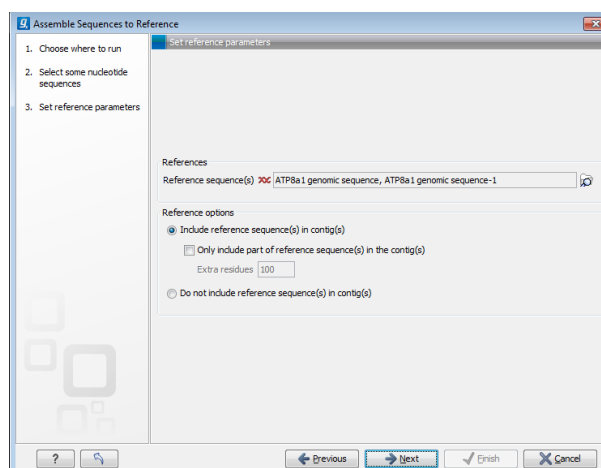 Assemble Sequences to Reference
1. Choose where to run
2. Select some nucleotide
sequences
3. Set reference parameters
Set reference parameters
References
Reference sequence(s) ATP8a1 genomic sequence, ATP8a1 genomic sequence-1
Reference options
Include reference sequence(s) in contig(s)
Only include part of reference sequence(s) in the contig(s)
Extra residues 100
Do not include reference sequence(s) in contig(s)
? Previous Next Finish Cancel